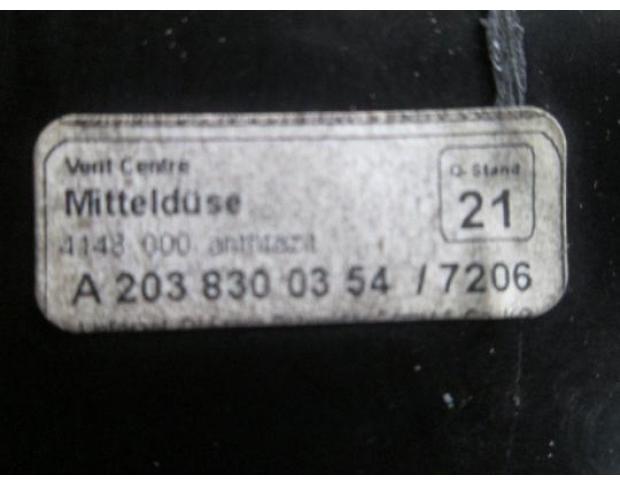 Vent Centre
Q-Stand
Mitteldüse
21
4148 000 anthrazit
A 203 830 03 54 / 7206